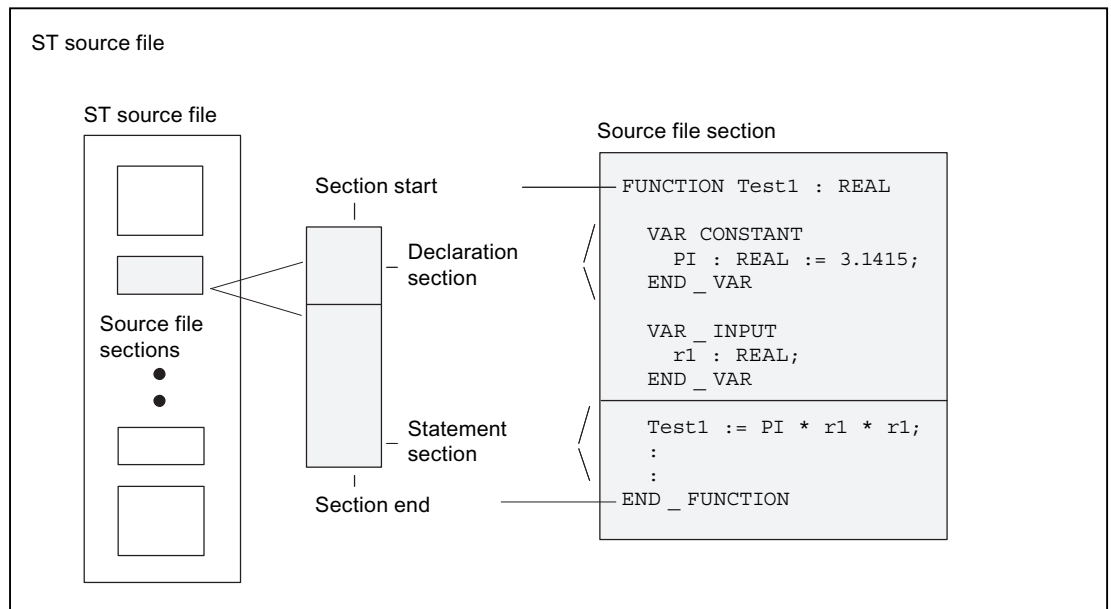 ST source file
ST source file
Source file
sections
Section start
Declaration
section
Statement
section
Section end
Source file section
FUNCTION Test1 : REAL
VAR CONSTANT
PI : REAL := 3.1415;
END _ VAR
VAR _ INPUT
r1 : REAL;
END _ VAR
Test1 := PI * r1 * r1;
:
:
END _ FUNCTION